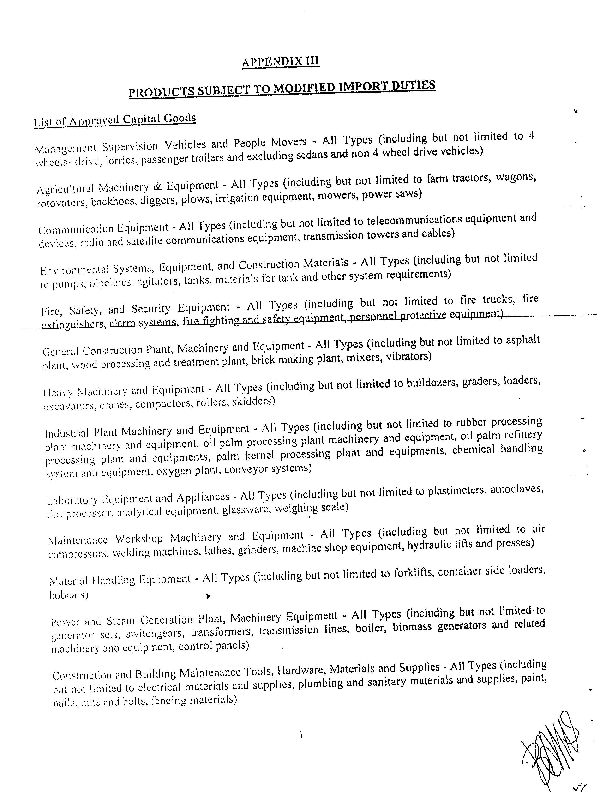 APPENDIX III
PRODUCTS SUBJECT TO MODIFIED IMPORT DUTIES
List of Approved Capital Goods
Management Supervision Vehicles and People Movers - All Types (including but not limited to 4
wheeler drive, lorries, passenger trailers and excluding sedans and non 4 wheel drive vehicles)
Agricultural Machinery & Equipment - All Types (including but not limited to farm tractors, wagons,
rotovators, backhoes, diggers, plows, irrigation equipment, mowers, power saws)
Communication Equipment - All Types (including but not limited to telecommunications equipment and
devices, radio and satellite communications equipment, transmission towers and cables)
Environmental Systems, Equipment, and Construction Materials - All Types (including but not limited
to pumps, agitators, tanks, materials for tank and other system requirements)
Fire, Safety, and Security Equipment - All Types (including but not limited to fire trucks, fire
extinguishers, alarm systems, fire fighting and safety equipment, personnel protective equipment)
General Construction Plant, Machinery and Equipment - All Types (including but not limited to asphalt
plant, wood processing and treatment plant, brick making plant, mixers, vibrators)
Heavy Machinery and Equipment - All Types (including but not limited to buildozers, graders, loaders,
excavators, cranes, compactors, rollers, skidders)
Industrial Plant Machinery and Equipment - All Types (including but not limited to rubber processing
plant machinery and equipment, oil palm processing plant machinery and equipment, oil palm refinery
processing plant and equipments, palm kernel processing plant and equipments, chemical handling
system and equipment, oxygen plant, conveyor systems)
Laboratory Equipment and Appliances - All Types (including but not limited to plastimeters, autoclaves,
processor, analytical equipment, glassware, weighing scale)
Maintenance Workshop Machinery and Equipment - All Types (including but not limited to air
compressors, welding machines, lathes, grinders, machine shop equipment, hydraulic lifts and presses)
Material Handling Equipment - All Types (including but not limited to forklifts, container side loaders,
bobcats)
Power and Steam Generation Plant, Machinery Equipment - All Types (including but not limited to
generator sets, switchgears, transformers, transmission lines, boiler, biomass generators and related
machinery and equipment, control panels)
Construction and Building Maintenance Tools, Hardware, Materials and Supplies - All Types (including
but not limited to electrical materials and supplies, plumbing and sanitary materials and supplies, paint,
nails, nuts and bolts, fencing materials)